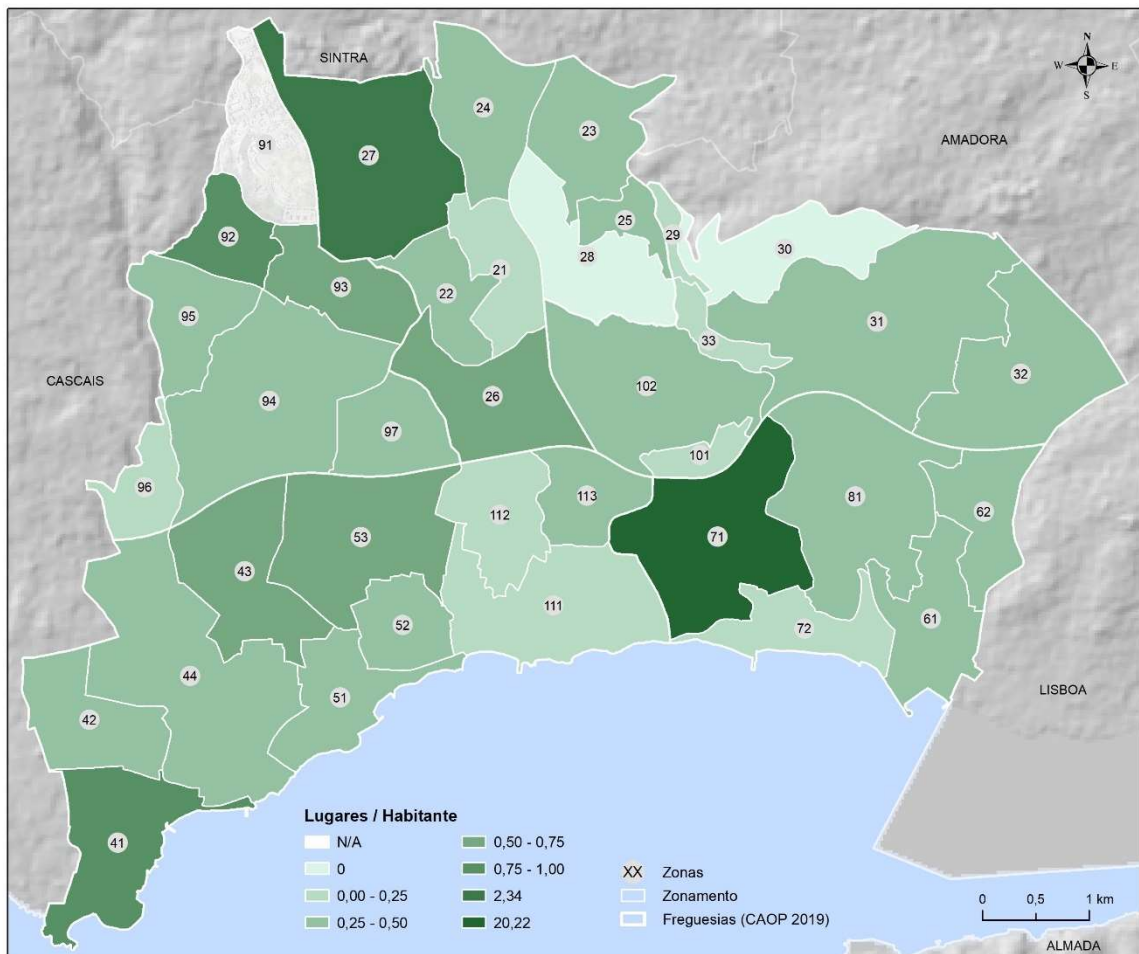 SINTRA
N
W E
S
24
23
AMADORA
91
27
25
29
30
92
28
21
22
93
95
31
33
32
CASCAIS
102
26
94
97
101
96
113
81
62
112
53
71
43
111
61
52
72
44
51
LISBOA
42
41
Lugares / Habitante
N/A
0
0,00 - 0,25
0,25 - 0,50
0,50 - 0,75
0,75 - 1,00
2,34
20,22
XX Zonas
Zonamento
Freguesias (CAOP 2019)
0 0,5 1 km
ALMADA